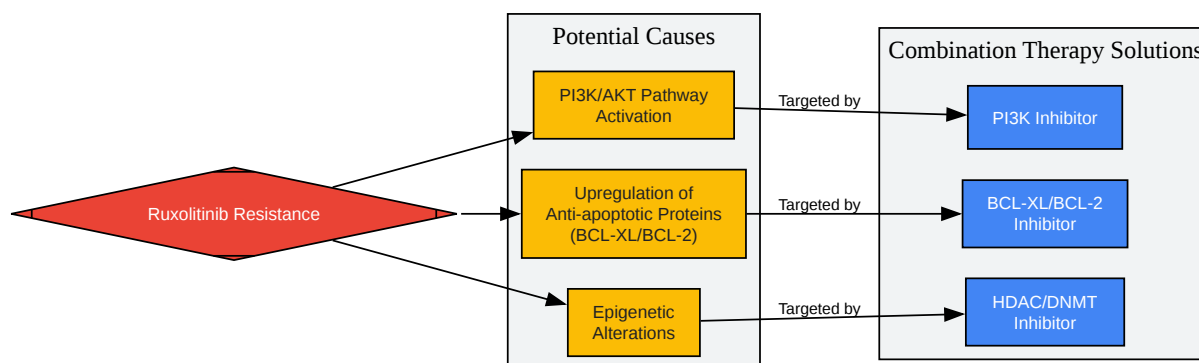 Potential Causes
Combination Therapy Solutions
PI3K/AKT Pathway
Activation
Targeted by
PI3K Inhibitor
Ruxolitinib Resistance
Upregulation of
Anti-apoptotic Proteins
(BCL-XL/BCL-2)
Targeted by
BCL-XL/BCL-2
Inhibitor
Epigenetic
Alterations
Targeted by
HDAC/DNMT
Inhibitor